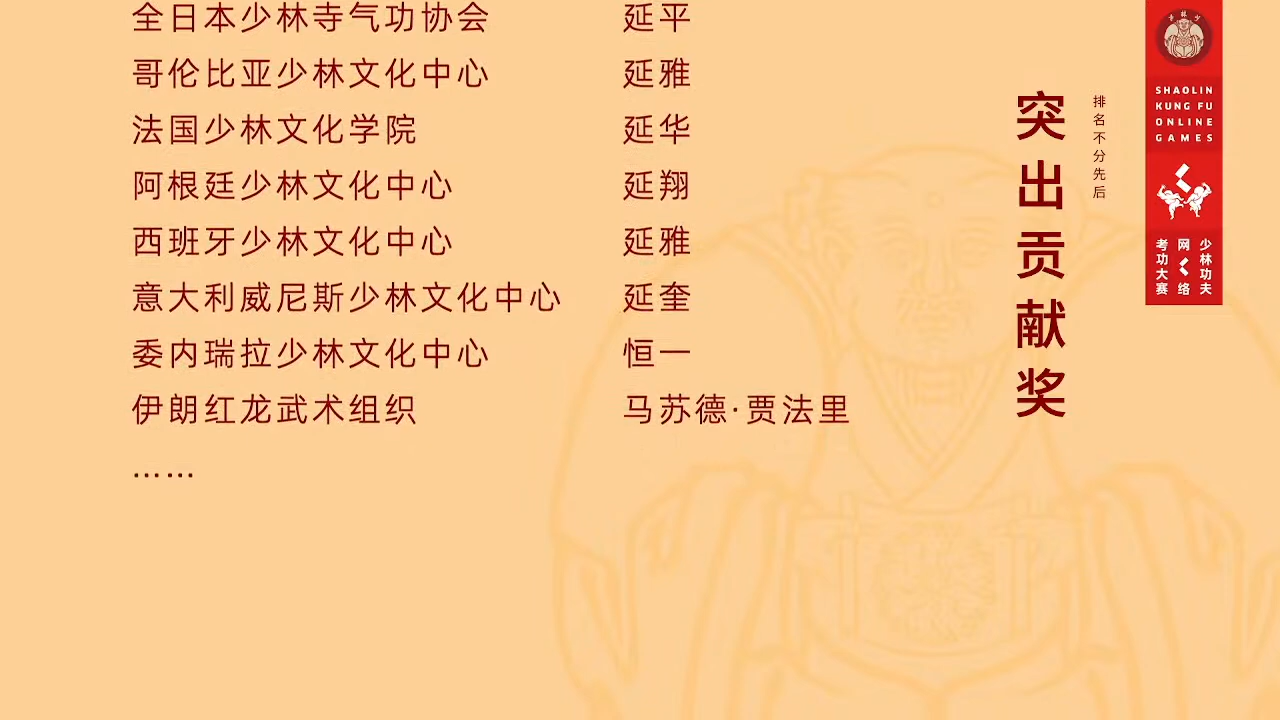 全日本少林寺气功协会 延平
哥伦比亚少林文化中心 延雅
法国少林文化学院 延华
阿根廷少林文化中心 延翔
西班牙少林文化中心 延雅
意大利威尼斯少林文化中心 延奎
委内瑞拉少林文化中心 恒一
伊朗红龙武术组织 马苏德·贾法里
……
突出贡献奖
排名不分先后
SHAOLIN
KUNG FU
ONLINE
GAMES
少林功夫
网络
考功大赛